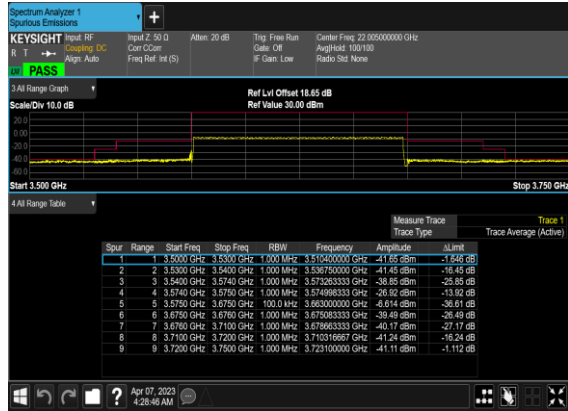 Spectrum Analyzer 1
Spurious Emissions
KEYSIGHT Input: RF Input Z: 50 Ω Atten: 20 dB Trig: Free Run Center Freq: 22.005000000 GHz
R T Coupling: DC Corr CCorr Gate: Off Avg|Hold: 100/100
Align: Auto Freq Ref: Int (S) IF Gain: Low Radio Std: None
PASS
3 All Range Graph Ref Lvl Offset 18.65 dB
Scale/Div 10.0 dB Ref Value 30.00 dBm
20.0
0.00
-20.0
-40.0
-60.0
Start 3.500 GHz Stop 3.750 GHz
4 All Range Table
Measure Trace Trace 1
Trace Type Trace Average (Active)
Spur Range Start Freq Stop Freq RBW Frequency Amplitude ΔLimit
1 1 3.5000 GHz 3.5300 GHz 1.000 MHz 3.510400000 GHz -41.65 dBm -1.646 dB
2 2 3.5300 GHz 3.5400 GHz 1.000 MHz 3.536750000 GHz -41.45 dBm -16.45 dB
3 3 3.5400 GHz 3.5740 GHz 1.000 MHz 3.573263333 GHz -38.85 dBm -25.85 dB
4 4 3.5740 GHz 3.5750 GHz 1.000 MHz 3.574998333 GHz -26.92 dBm -13.92 dB
5 5 3.5750 GHz 3.6750 GHz 100.0 kHz 3.663000000 GHz -6.614 dBm -36.61 dB
6 6 3.6750 GHz 3.6760 GHz 1.000 MHz 3.675083333 GHz -39.49 dBm -26.49 dB
7 7 3.6760 GHz 3.7100 GHz 1.000 MHz 3.678663333 GHz -40.17 dBm -27.17 dB
8 8 3.7100 GHz 3.7200 GHz 1.000 MHz 3.710316667 GHz -41.24 dBm -16.24 dB
9 9 3.7200 GHz 3.7500 GHz 1.000 MHz 3.723100000 GHz -41.11 dBm -1.112 dB
Apr 07, 2023
4:28:46 AM